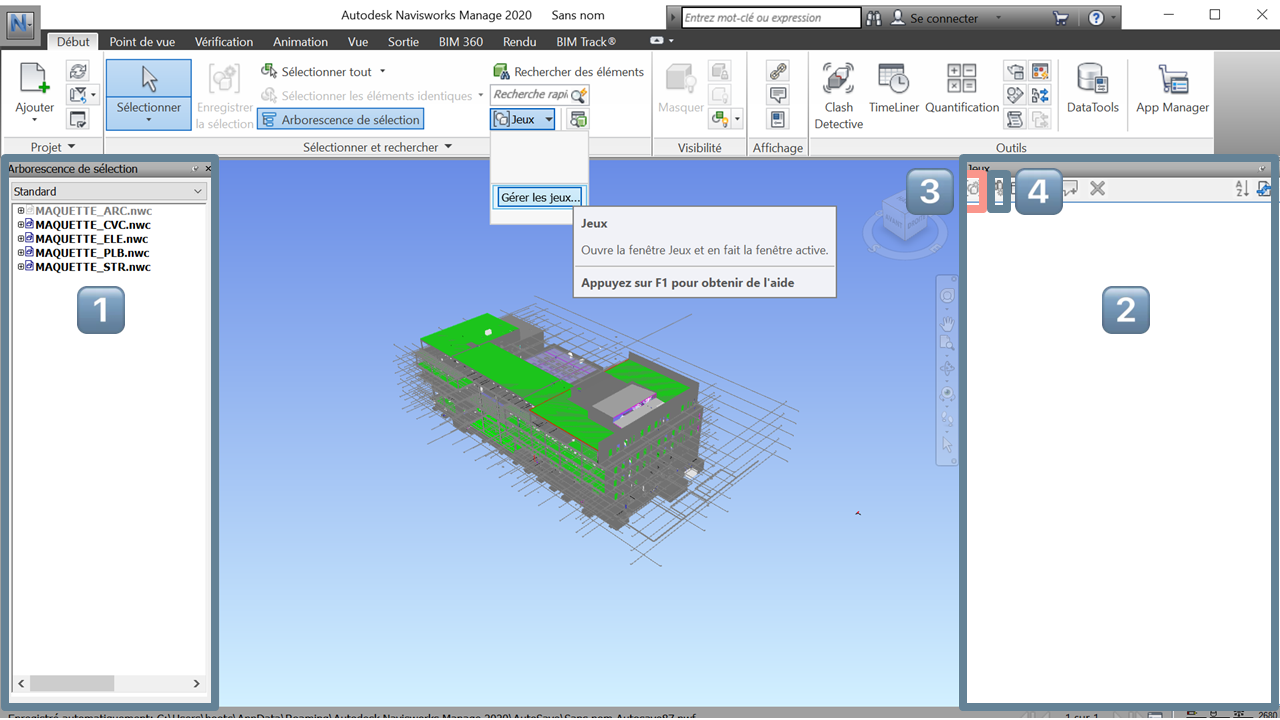 Autodesk Navisworks Manage 2020 Sans nom
Entrez mot-clé ou expression
Se connecter
Début Point de vue Vérification Animation Vue Sortie BIM 360 Rendu BIM Track®
Ajouter
Projet
Sélectionner
Enregistrer
la sélection
Sélectionner tout
Sélectionner les éléments identiques
Arborescence de sélection
Rechercher des éléments
Recherche rapi
Jeux
Sélectionner et rechercher
Masquer
Visibilité
Affichage
Clash
Detective
TimeLiner
Quantification
DataTools
App Manager
Outils
Gérer les jeux...
Jeux
Ouvre la fenêtre Jeux et en fait la fenêtre active.
Appuyez sur F1 pour obtenir de l'aide
Arborescence de sélection
Standard
MAQUETTE_ARC.nwc
MAQUETTE_CVC.nwc
MAQUETTE_ELE.nwc
MAQUETTE_PLB.nwc
MAQUETTE_STR.nwc
1
Jeux
3
4
2
Enregistré automatiquement: C:\Users\boots\AppData\Roaming\Autodesk Navisworks Manage 2020\AutoSave\Sans nom.Autosave87.nwf
1 sur 1
2680